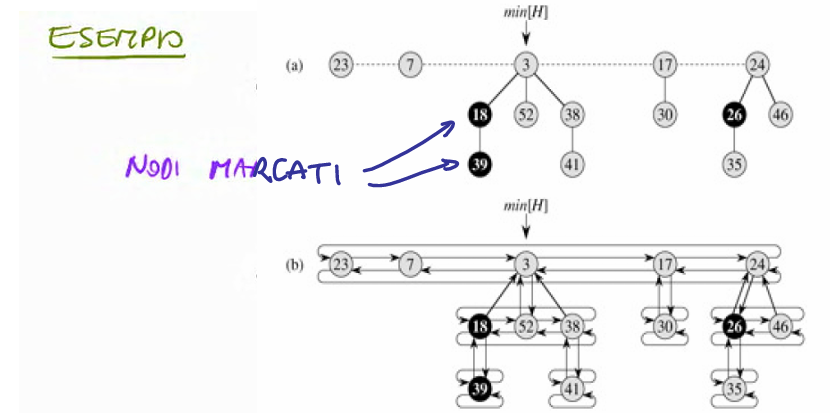 ESEMPIO
min[H]
(a) 23 7 3 17 24
18 52 38 30 26 46
NODI MARCATI
39 41 35
min[H]
(b) 23 7 3 17 24
18 52 38 30 26 46
39 41 35